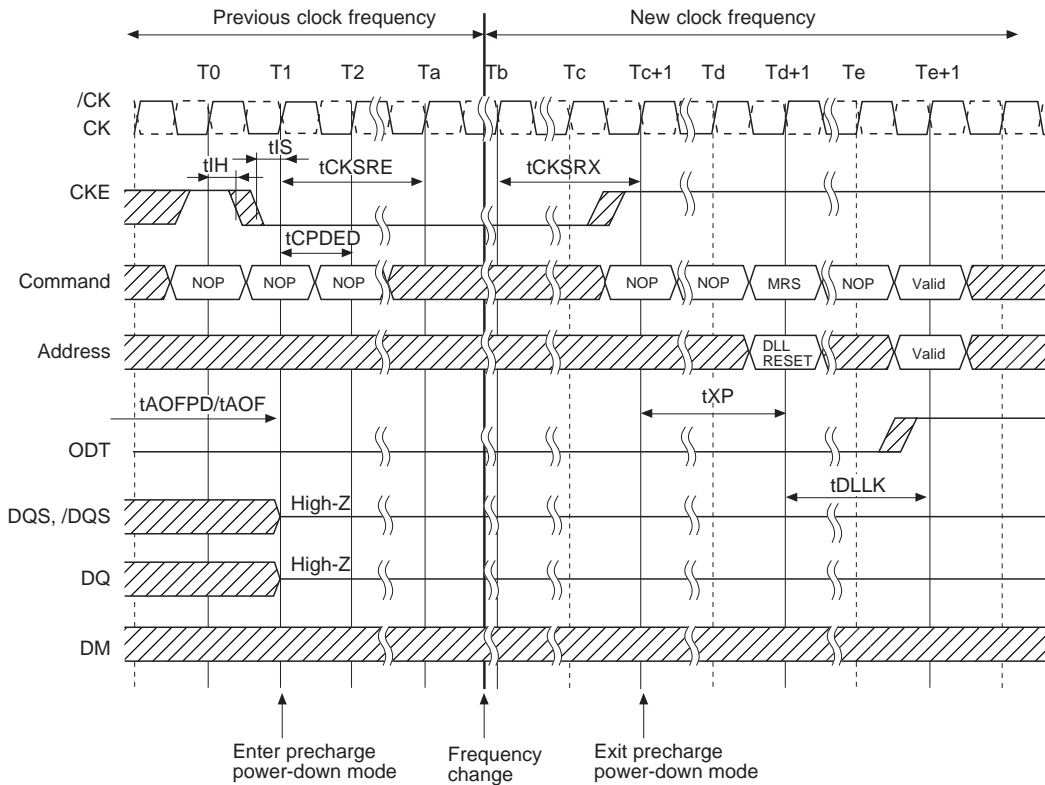 Previous clock frequency New clock frequency
T0 T1 T2 Ta Tb Tc Tc+1 Td Td+1 Te Te+1
/CK
CK
tIH tIS tCKSRE tCKSRX
CKE
tCPDED
Command NOP NOP NOP NOP NOP MRS NOP Valid
Address DLL RESET Valid
tAOFPD/tAOF tXP
ODT
tDLLK
DQS, /DQS High-Z
DQ High-Z
DM
Enter precharge
power-down mode
Frequency
change
Exit precharge
power-down mode